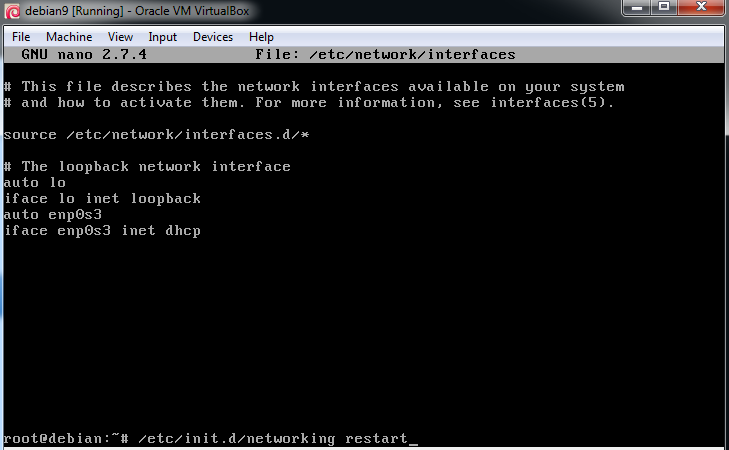 debian9 [Running] - Oracle VM VirtualBox
File Machine View Input Devices Help
GNU nano 2.7.4 File: /etc/network/interfaces
# This file describes the network interfaces available on your system
# and how to activate them. For more information, see interfaces(5).
source /etc/network/interfaces.d/*
# The loopback network interface
auto lo
iface lo inet loopback
auto enp0s3
iface enp0s3 inet dhcp
root@debian:~# /etc/init.d/networking restart_